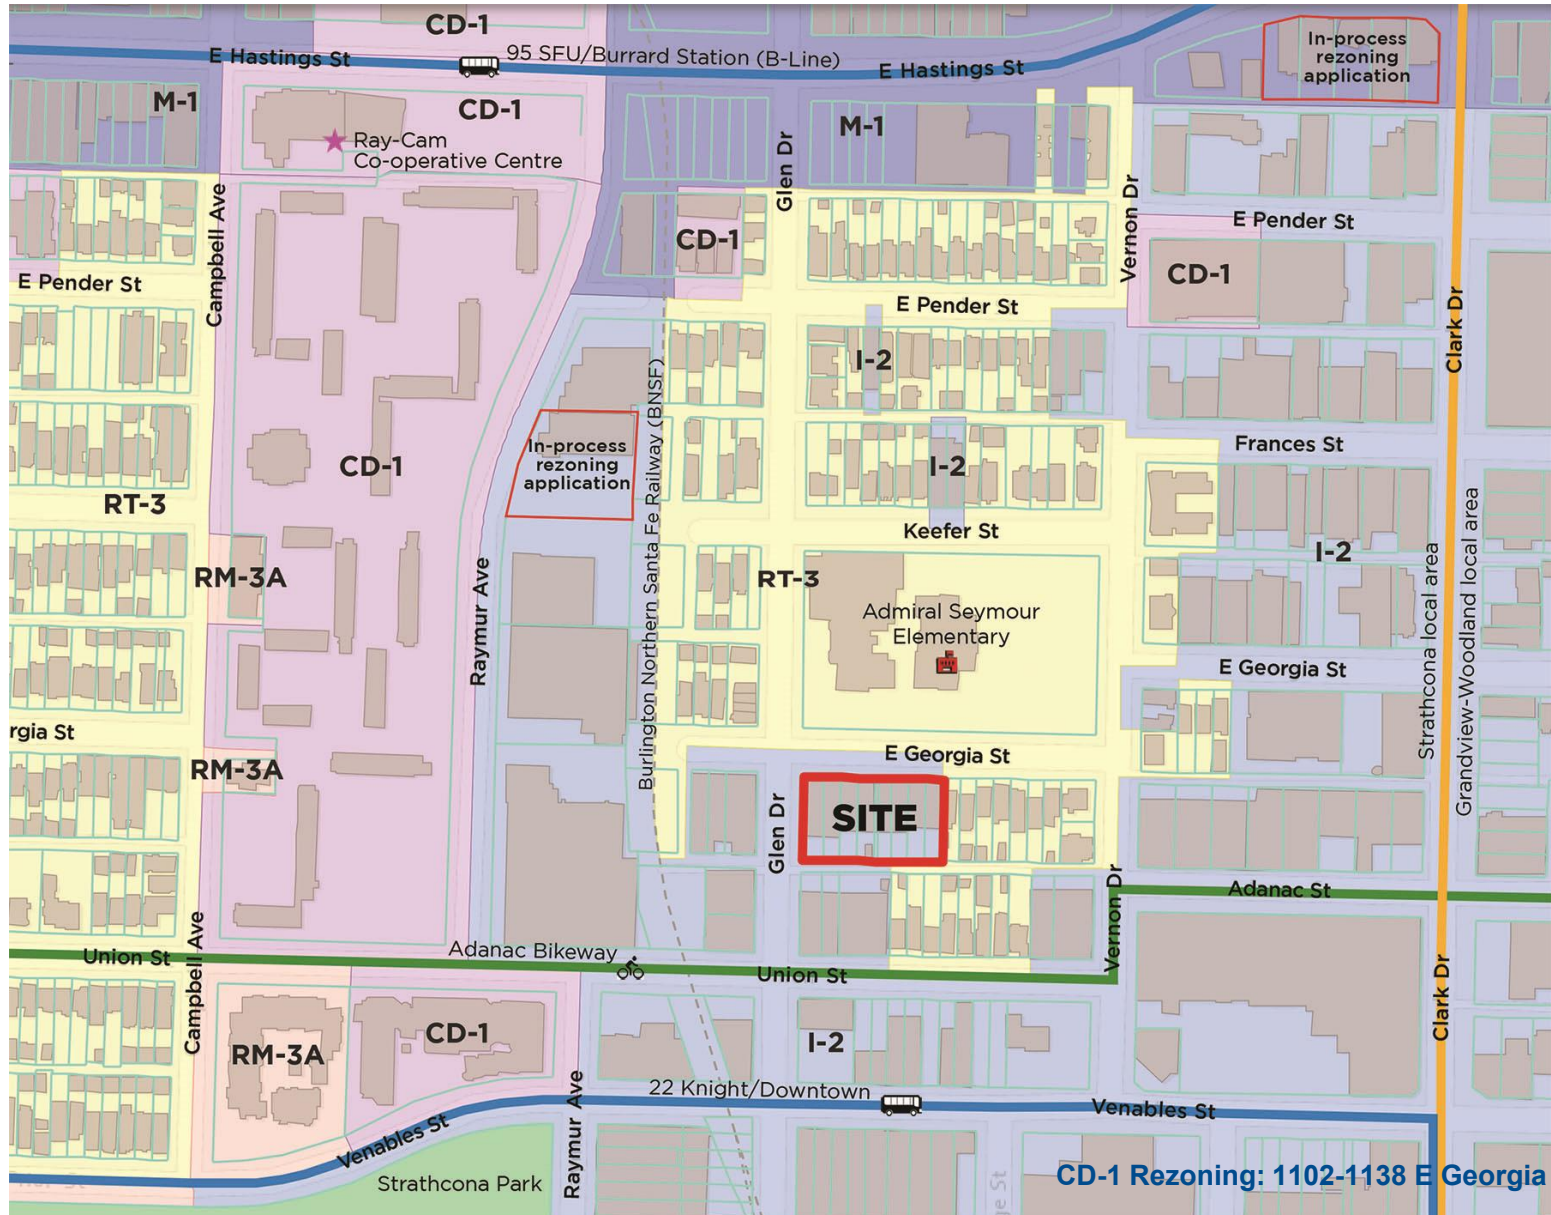 CD-1
95 SFU/Burrard Station (B-Line)
E Hastings St
E Hastings St
In-process
rezoning
application
M-1
CD-1
M-1
Ray-Cam
Co-operative Centre
Glen Dr
Vernon Dr
Campbell Ave
E Pender St
CD-1
CD-1
E Pender St
E Pender St
Clark Dr
I-2
In-process
rezoning
application
Burlington Northern Santa Fe Railway (BNSF)
Frances St
CD-1
I-2
RT-3
Keefer St
I-2
RM-3A
RT-3
Raymur Ave
Admiral Seymour
Elementary
Strathcona local area
Grandview-Woodland local area
E Georgia St
rgia St
E Georgia St
RM-3A
SITE
Glen Dr
Adanac St
Vernon Dr
Campbell Ave
Union St
Adanac Bikeway
Union St
Clark Dr
RM-3A
CD-1
I-2
22 Knight/Downtown
Venables St
Venables St
Raymur Ave
Strathcona Park
CD-1 Rezoning: 1102-1138 E Georgia